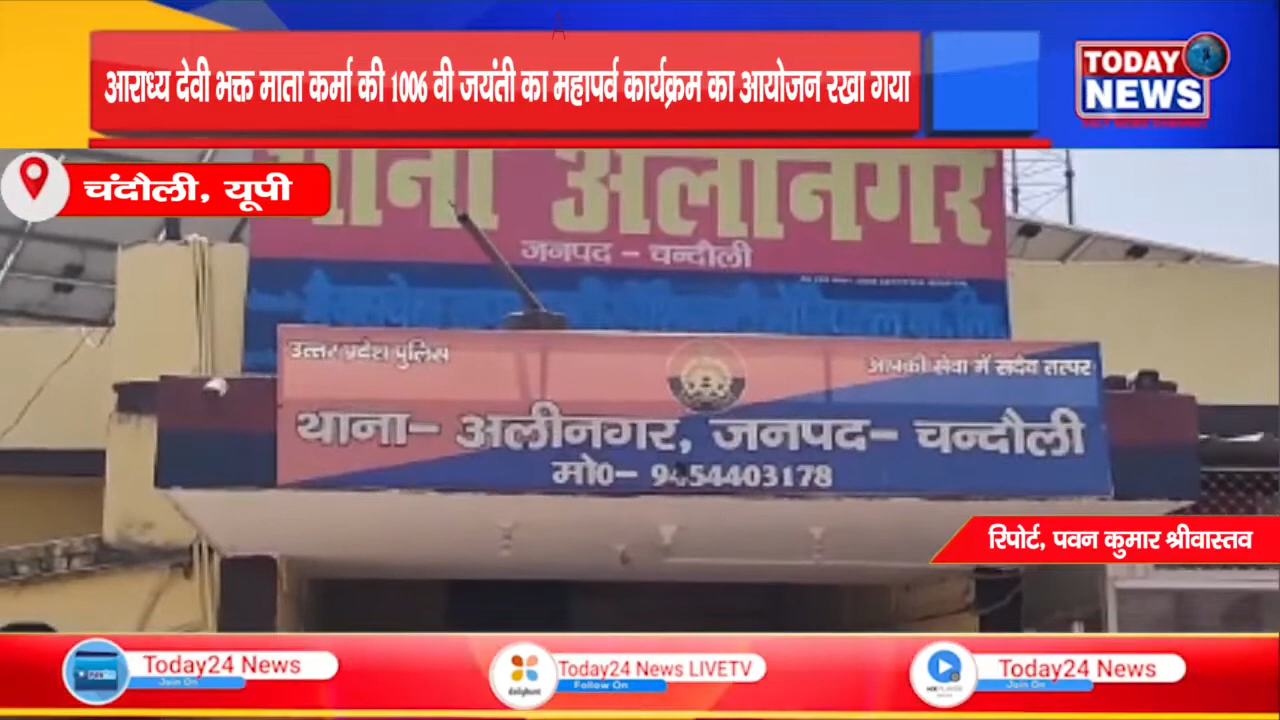 आराध्य देवी भक्त माता कर्मा की 1006 वी जयंती का महापर्व कार्यक्रम का आयोजन रखा गया
TODAY
NEWS
चंदौली, यूपी
थाना अलीनगर
जनपद - चन्दौली
उत्तर प्रदेश पुलिस
आपकी सेवा में सदैव तत्पर
थाना- अलीनगर, जनपद- चन्दौली
मो0- 9454403178
रिपोर्ट, पवन कुमार श्रीवास्तव
Today24 News
Join On
Today24 News LIVETV
dailyhunt
Follow On
Today24 News
Join On